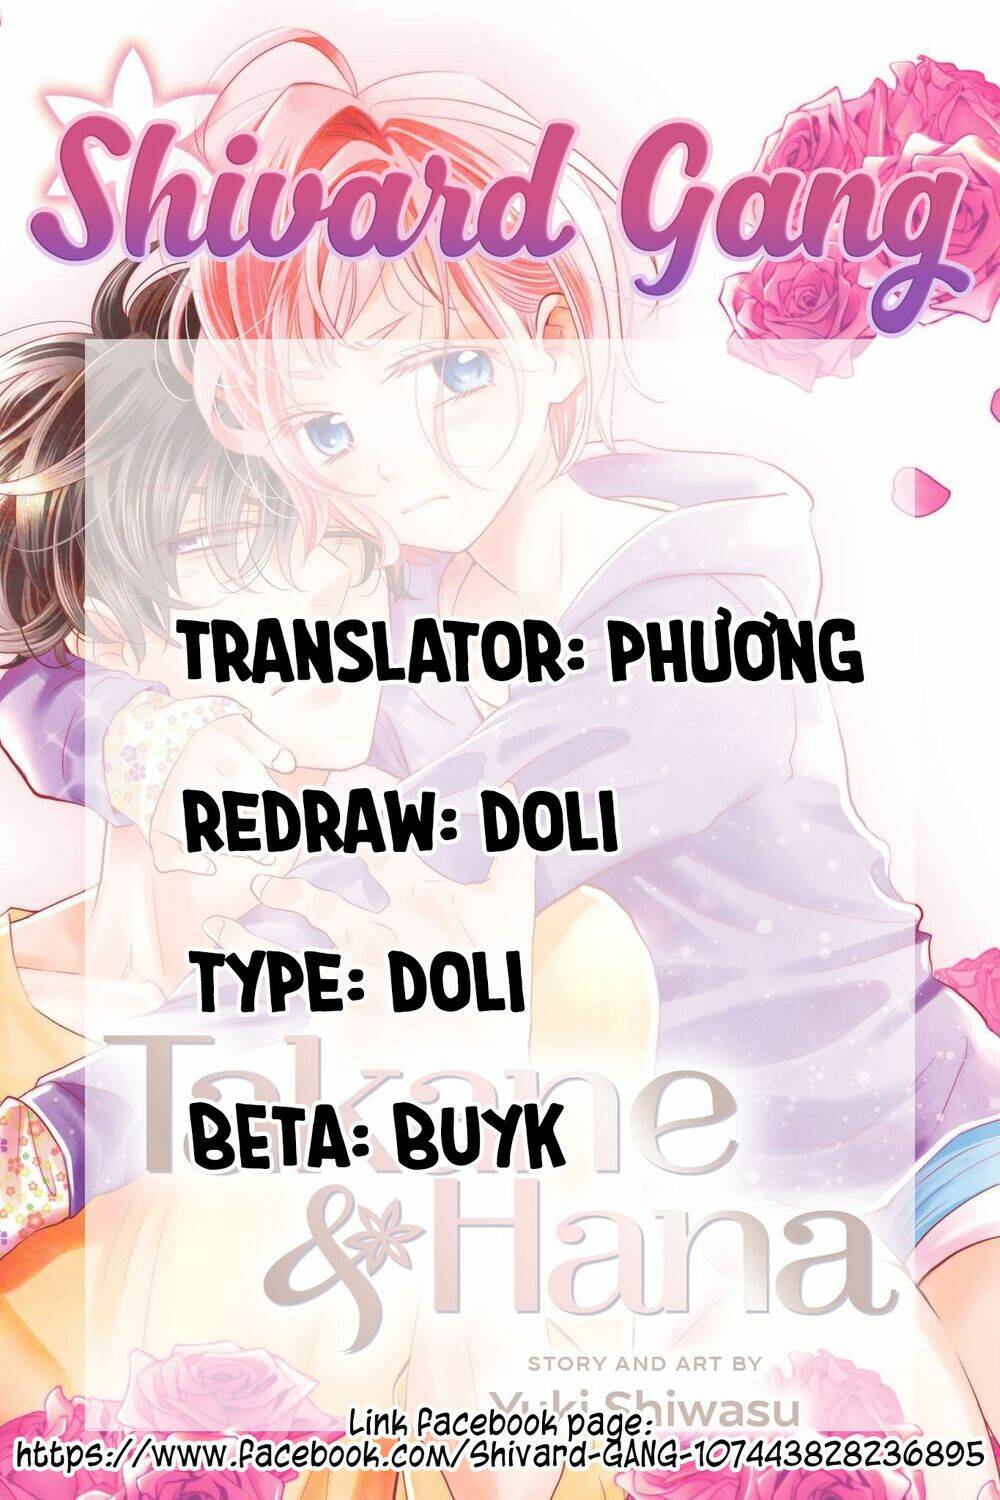 Shivard Gang
TRANSLATOR: PHƯƠNG
REDRAW: DOLI
TYPE: DOLI
Takane
BETA: BUYK
& Hana
STORY AND ART BY
Yuki Shiwasu
Link Facebook page:
https://www.facebook.com/Shivard-GANG-107443828236895